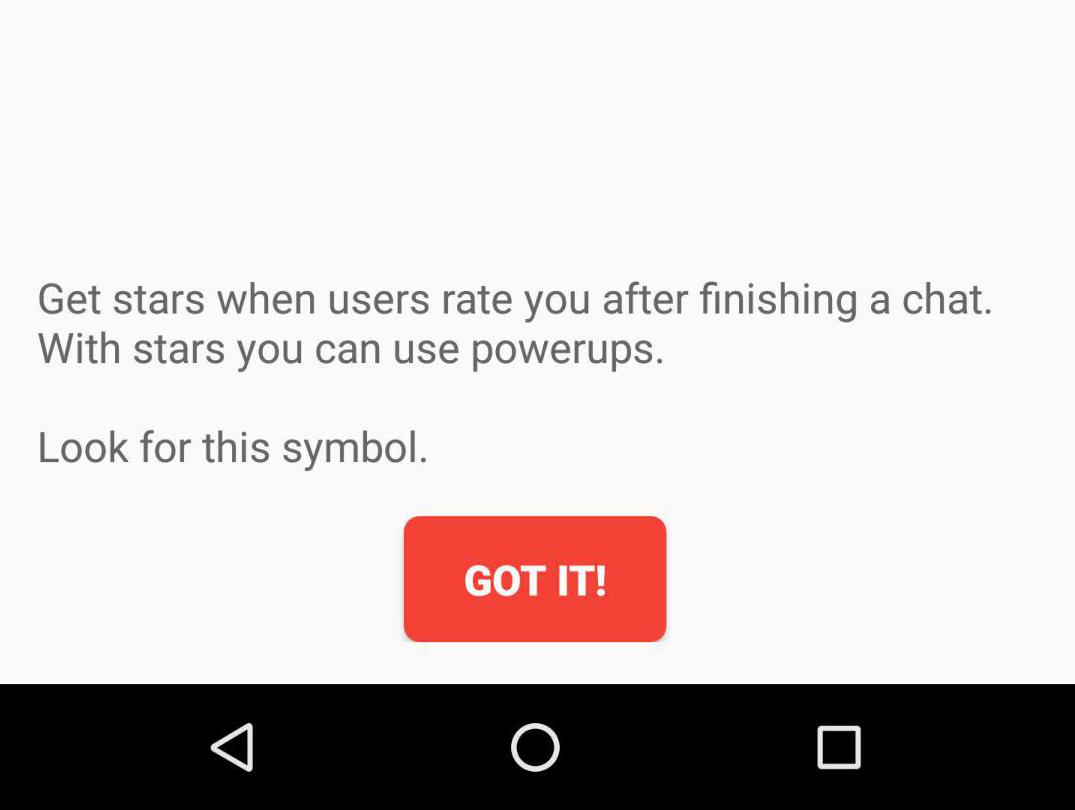 Get stars when users rate you after finishing a chat.
With stars you can use powerups.
Look for this symbol.
GOT IT!